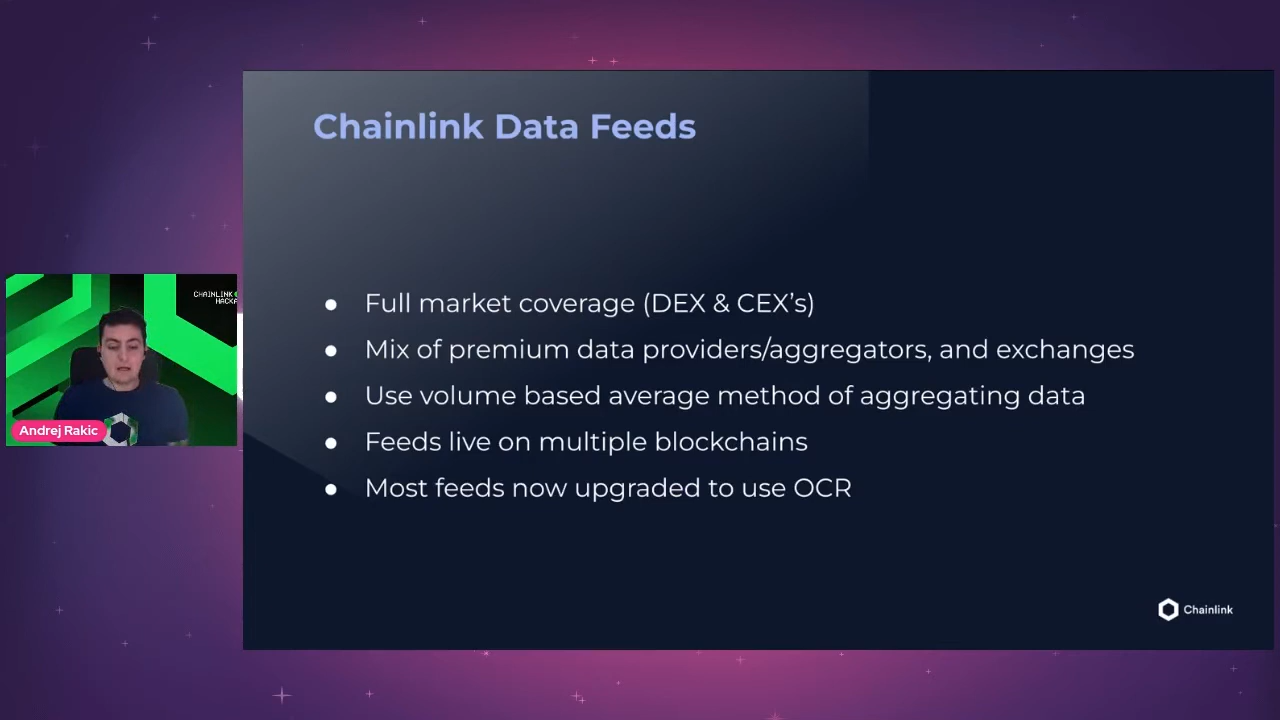 Chainlink Data Feeds
● Full market coverage (DEX & CEX’s)
● Mix of premium data providers/aggregators, and exchanges
● Use volume based average method of aggregating data
● Feeds live on multiple blockchains
● Most feeds now upgraded to use OCR
CHAINLINK
HACKA
Andrej Rakic
Chainlink